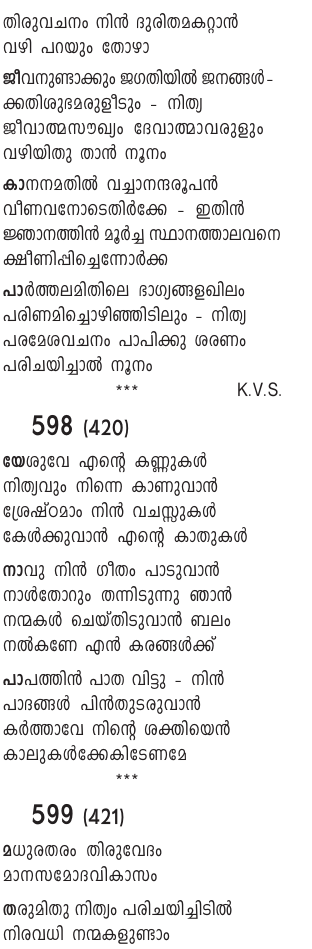 തിരുവചനം നിൻ ദുരിതമകറ്റാൻ
വഴി പറയും തോഴാ
ജീവനുണ്ടാക്കും ജഗതിയിൽ ജനങ്ങൾ-
ക്കതിശുഭമരുളീടും - നിത്യ
ജീവാത്മസൗഖ്യം ദേവാത്മാവരുളും
വഴിയിതു താൻ നൂനം
കാനനമതിൽ വച്ചാനന്ദരൂപൻ
വീണവനോടെതിർക്കേ - ഇതിൻ
ജ്ഞാനത്തിൻ മൂർച്ച സ്ഥാനത്താലവനെ
ക്ഷീണിപ്പിച്ചെന്നോർക്ക
പാർത്തലമിതിലെ ഭാഗ്യങ്ങളഖിലം
പരിണമിച്ചൊഴിഞ്ഞിടിലും - നിത്യ
പരമേശവചനം പാപിക്കു ശരണം
പരിചയിച്ചാൽ നൂനം
*** K.V.S.
598 (420)
യേശുവേ എന്റെ കണ്ണുകൾ
നിത്യവും നിന്നെ കാണുവാൻ
ശ്രേഷ്ഠമാം നിൻ വചസ്സുകൾ
കേൾക്കുവാൻ എന്റെ കാതുകൾ
നാവു നിൻ ഗീതം പാടുവാൻ
നാൾതോറും തന്നിടുന്നു ഞാൻ
നന്മകൾ ചെയ്തിടുവാൻ ബലം
നൽകണേ എൻ കരങ്ങൾക്ക്
പാപത്തിൻ പാത വിട്ടു - നിൻ
പാദങ്ങൾ പിൻതുടരുവാൻ
കർത്താവേ നിന്റെ ശക്തിയെൻ
കാലുകൾക്കേകിടേണമേ
***
599 (421)
മധുരതരം തിരുവേദം
മാനസമോദവികാസം
തരുമിതു നിത്യം പരിചയിച്ചിടിൽ
നിരവധി നന്മകളുണ്ടാം